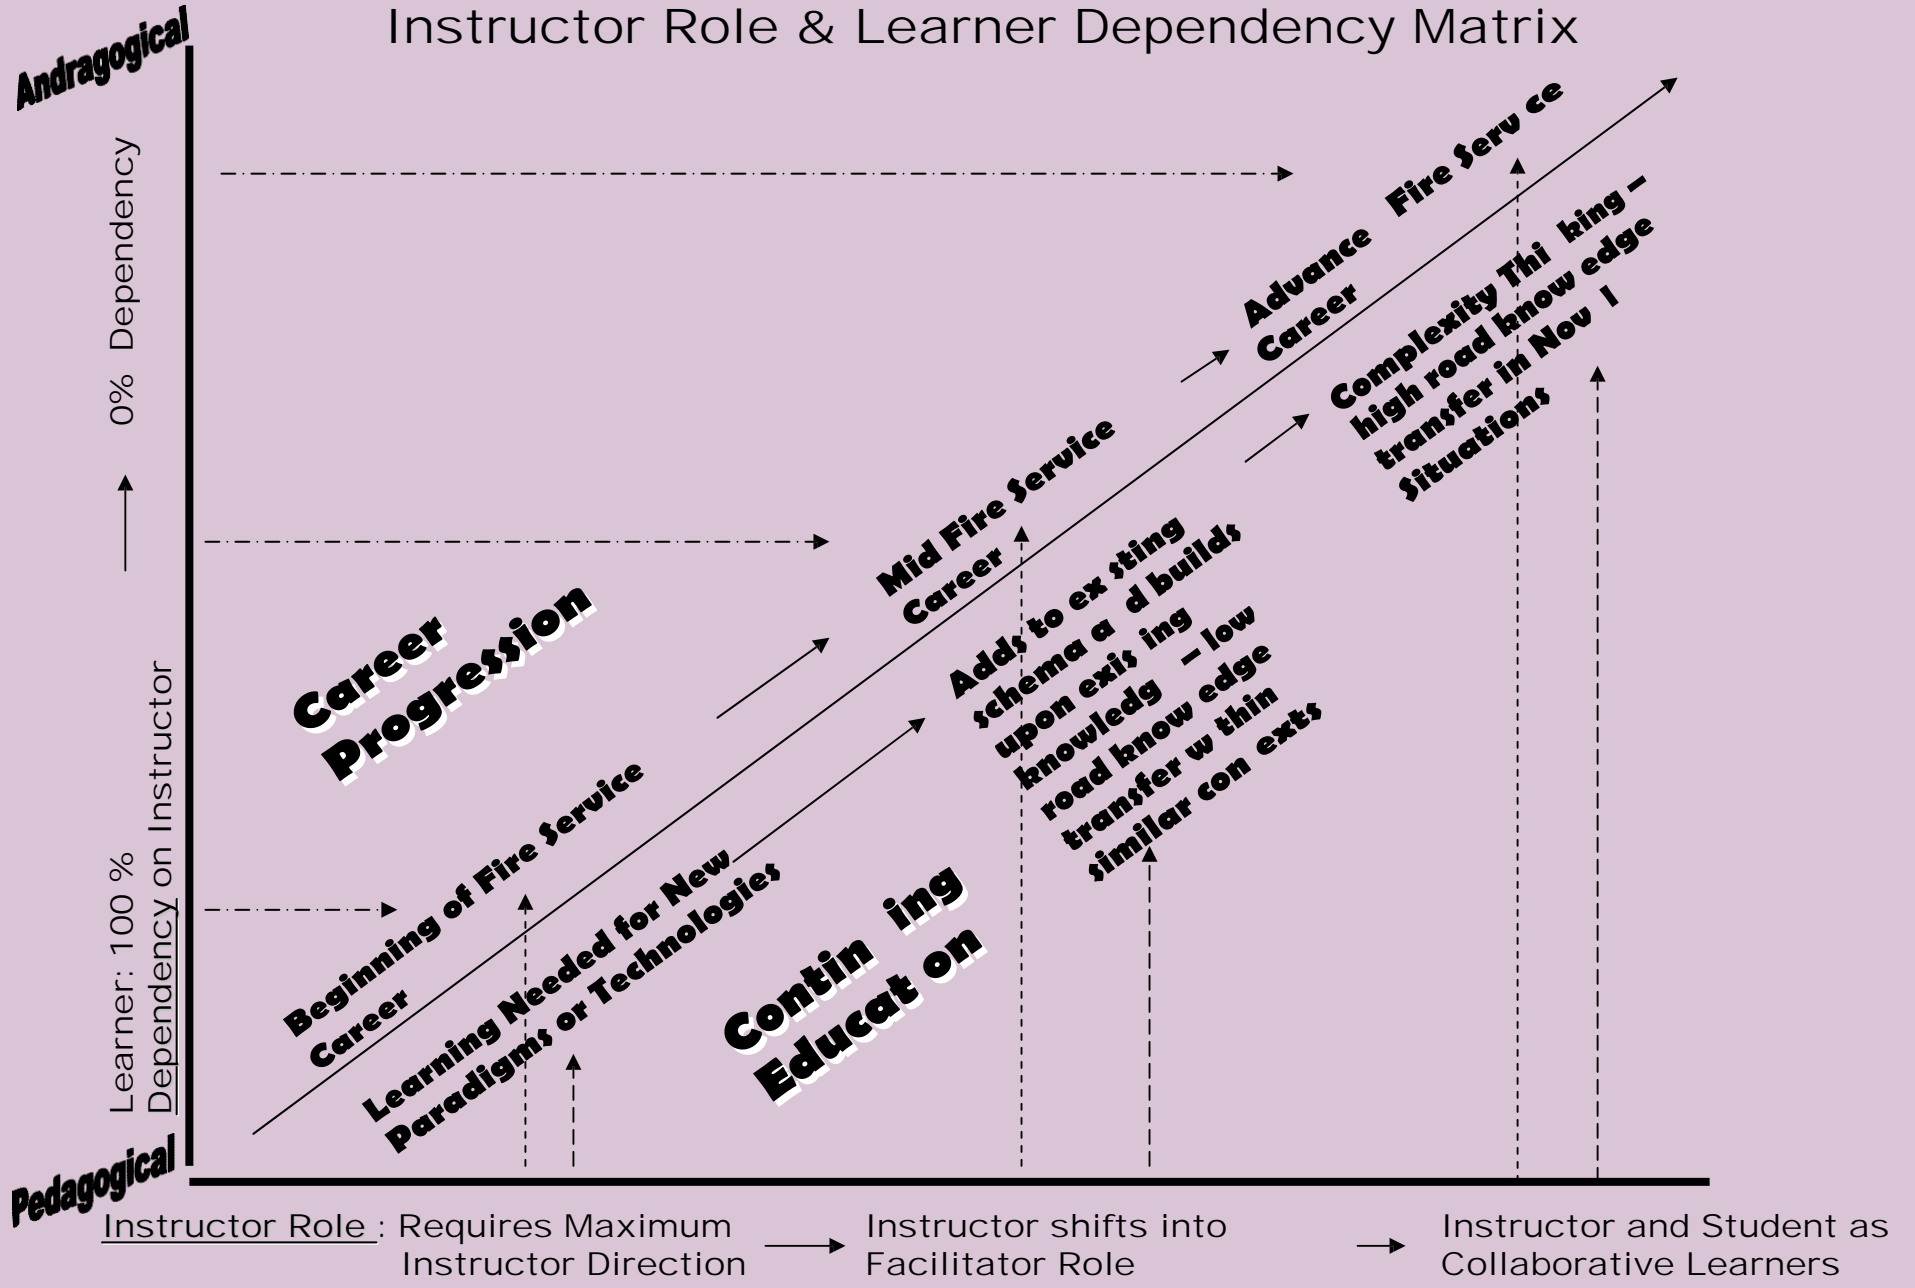 Instructor Role & Learner Dependency Matrix
Andragogical
0% Dependency
Learner: 100 %
Dependency on Instructor
Pedagogical
Career
Progression
Beginning of Fire Service
Career
Mid Fire Service
Career
Advance Fire Serv ce
Career
Learning Needed for New
Paradigms or Technologies
Adds to ex sting
schema a d builds
upon exis ing
knowledg – low
road know edge
transfer w thin
similar con exts
Complexity Thi king –
high road know edge
transfer in Nov l
Situations
Contin ing
Educat on
Instructor Role : Requires Maximum
Instructor Direction
Instructor shifts into
Facilitator Role
Instructor and Student as
Collaborative Learners